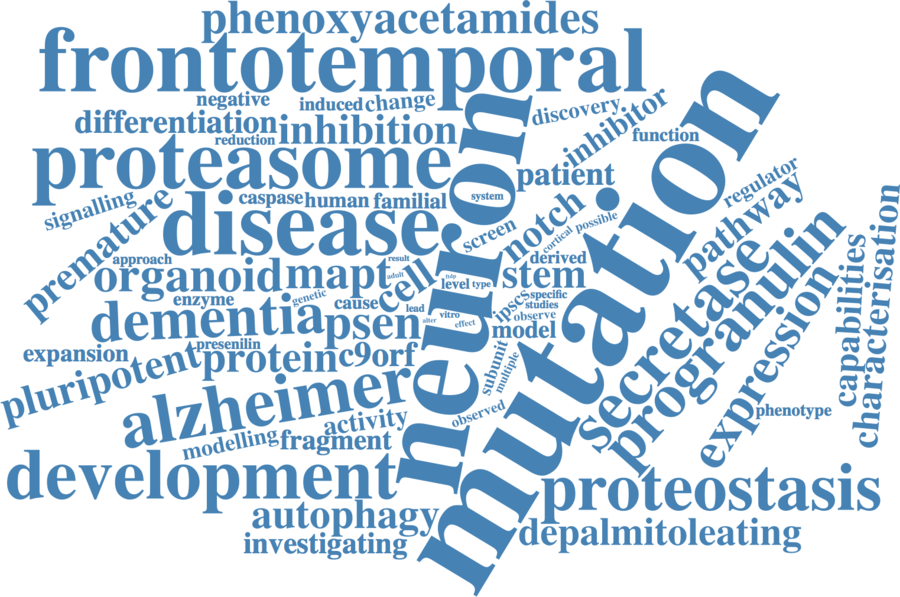 phenoxyacetamides
frontotemporal
negative
induced
change
discovery
differentiation
inhibition
inhibitor
function
reduction
proteasome
neuron
mutation
patient
regulator
signalling
premature
disease
caspase
human
familial
system
screen
notch
cortical
possible
pathway
approach
organoid
mapt
result
adult
cell
derived
stem
level
type
enzyme
genetic
cause
lead
ipscs
specific
studies
secretase
progranulin
expression
capabilities
characterisation
dementia
psen
alter
vitro
effect
observe
model
expansion
presenilin
protein
c9orf
subunit
multiple
pluripotent
alzheimer
activity
observed
phenotype
modelling
fragment
development
proteostasis
autophagy
depalmitoleating
investigating